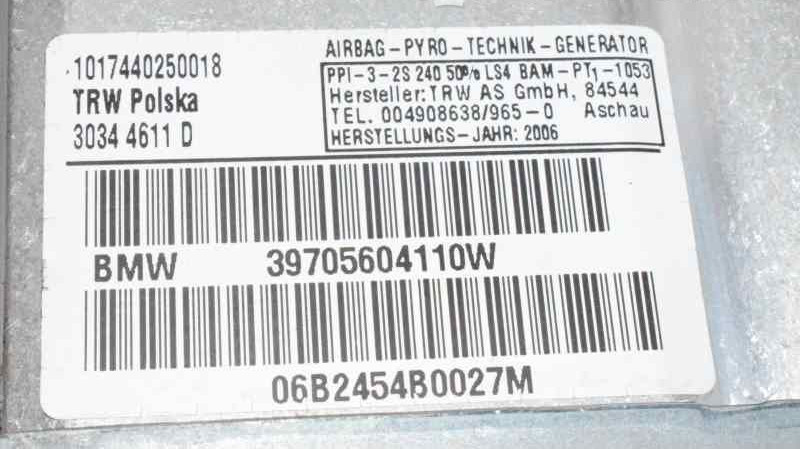 1017440250018
TRW Polska
3034 4611 D
AIRBAG-PYRO-TECHNIK-GENERATOR
PPI-3-2S 240 50% LS4 BAM-PT1-1053
Hersteller: TRW AS GmbH, 84544
TEL. 004908638/965-0 Aschau
HERSTELLUNGS-JAHR: 2006
BMW 39705604110W
06B2454B0027M